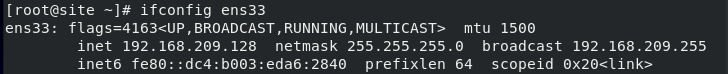 [root@site ~]# ifconfig ens33
ens33: flags=4163<UP,BROADCAST,RUNNING,MULTICAST>  mtu 1500
        inet 192.168.209.128  netmask 255.255.255.0  broadcast 192.168.209.255
        inet6 fe80::dc4:b003:eda6:2840  prefixlen 64  scopeid 0x20<link>